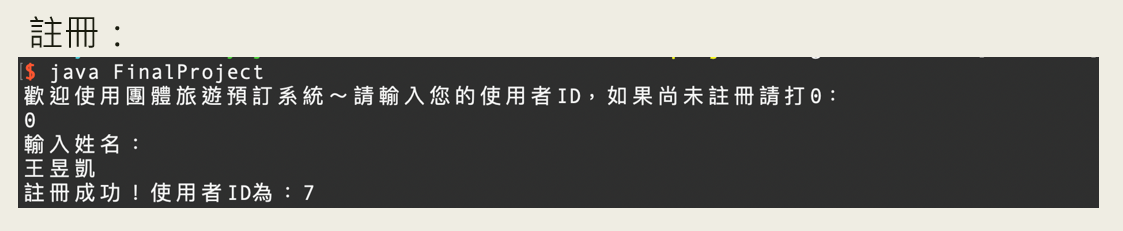 註冊：
$ java FinalProject
歡迎使用團體旅遊預訂系統～請輸入您的使用者ID，如果尚未註冊請打0：
0
輸入姓名：
王昱凱
註冊成功！使用者ID為：7